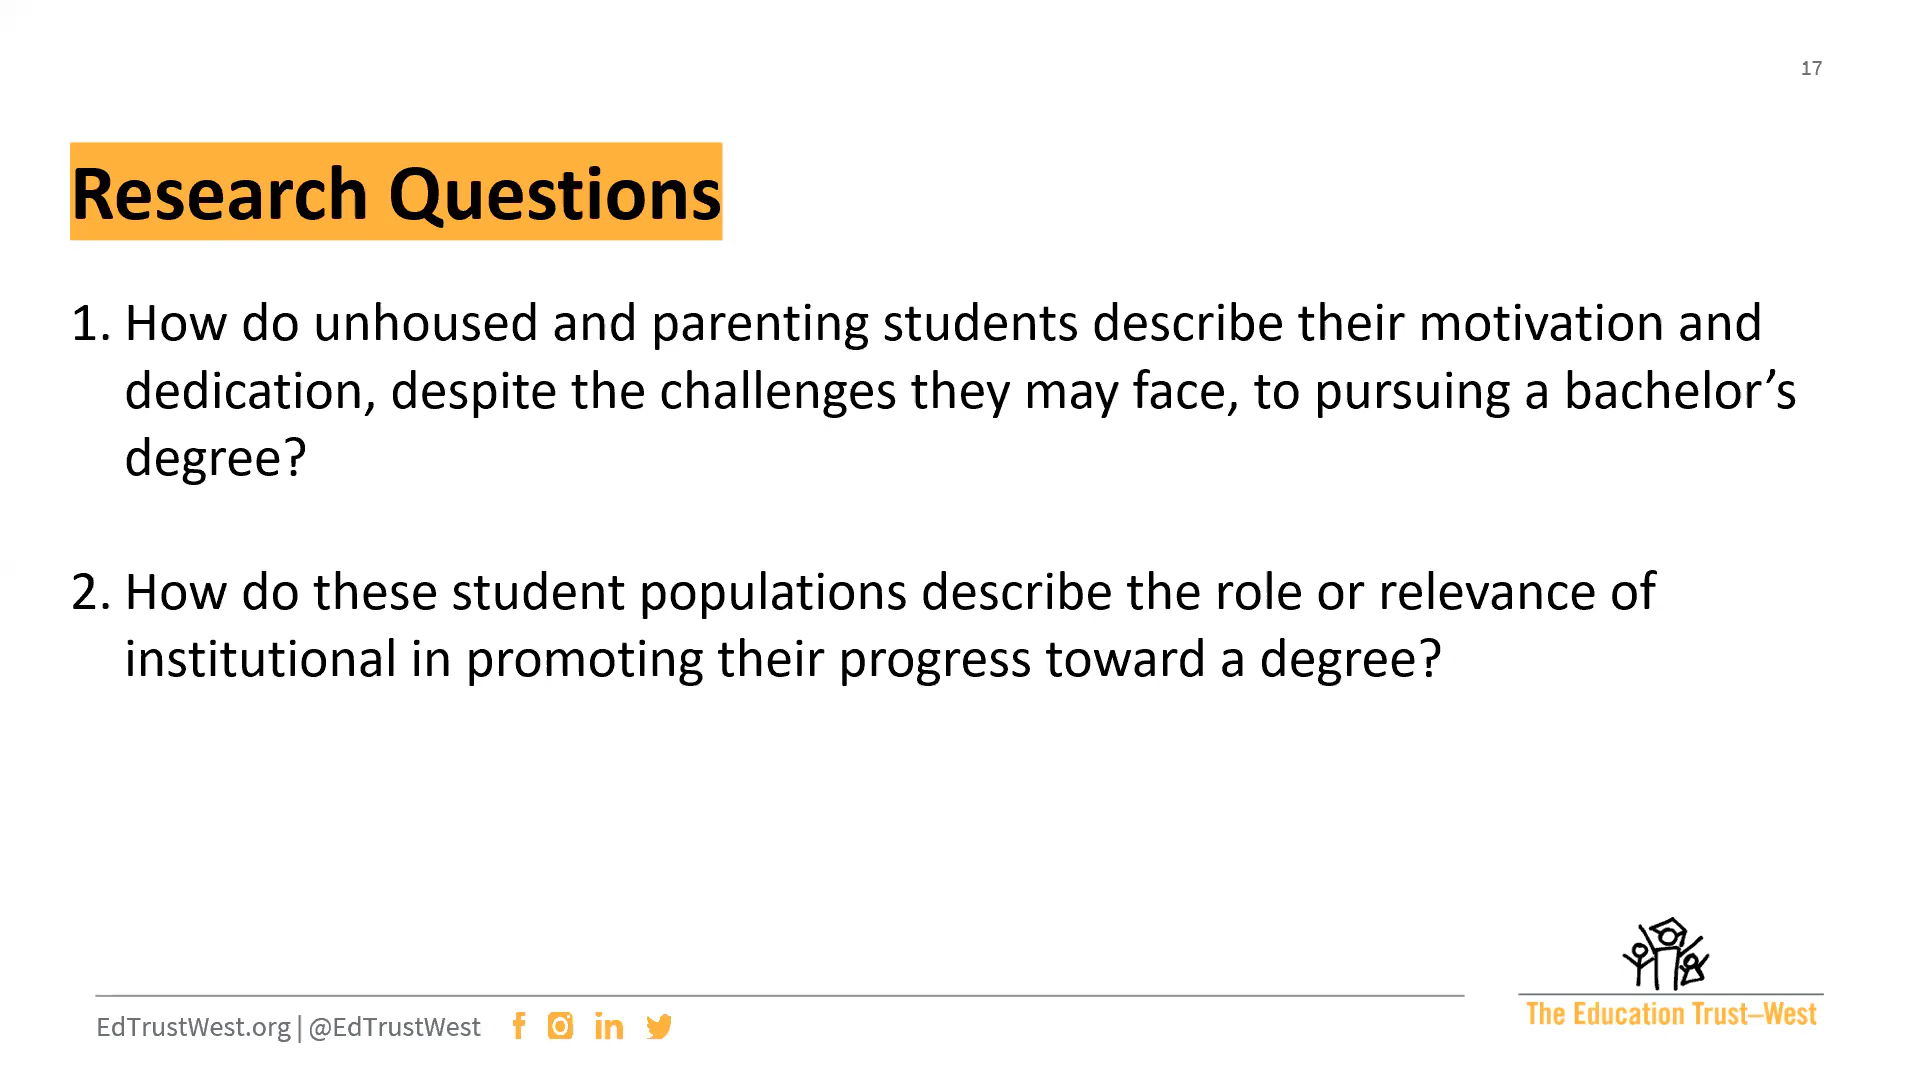 17
Research Questions
1. How do unhoused and parenting students describe their motivation and
dedication, despite the challenges they may face, to pursuing a bachelor’s
degree?
2. How do these student populations describe the role or relevance of
institutional in promoting their progress toward a degree?
EdTrustWest.org | @EdTrustWest
The Education Trust–West